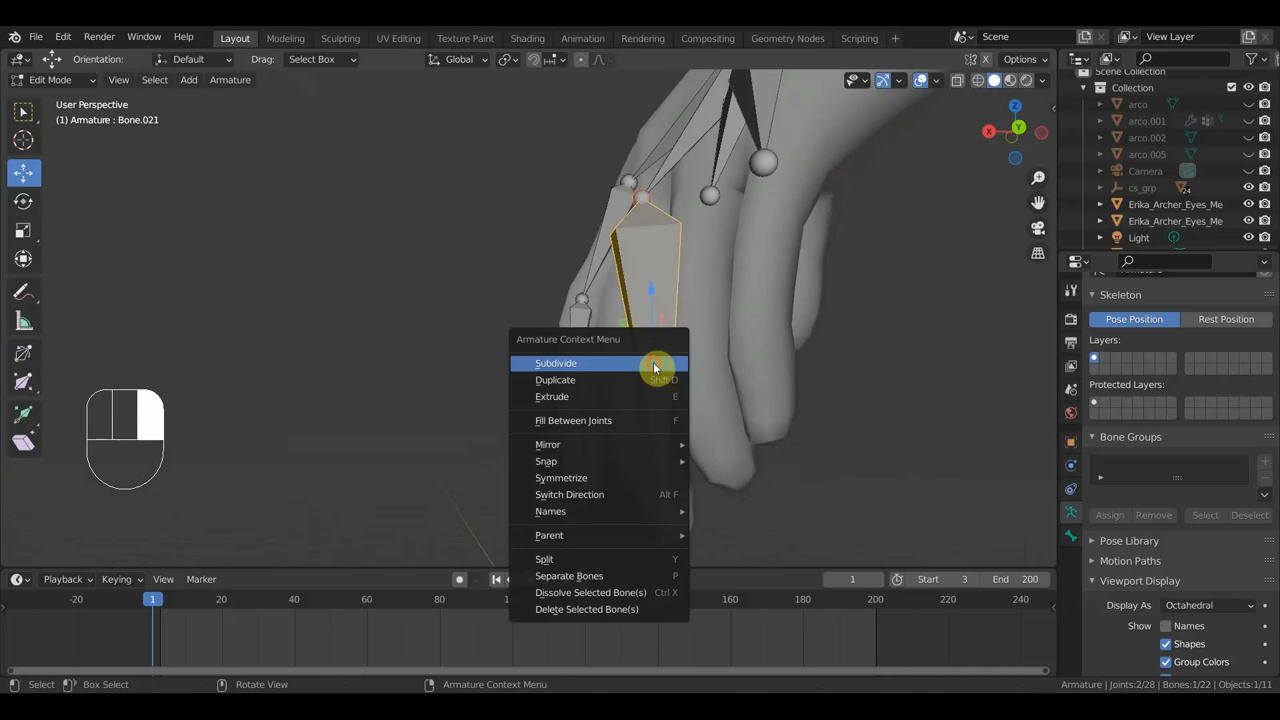 File Edit Render Window Help Layout Modeling Sculpting UV Editing Texture Paint Shading Animation Rendering Compositing Geometry Nodes Scripting + Scene View Layer
Orientation: Default Drag: Select Box Global Options
Edit Mode View Select Add Armature X
User Perspective
(1) Armature : Bone.021
Scene Collection
Collection
arco
arco.001
arco.002
arco.005
Camera
cs_grp 24
Erika_Archer_Eyes_Me
Erika_Archer_Eyes_Me
Light
X Y Z
Armature
Skeleton
Pose Position Rest Position
Layers:
Protected Layers:
Bone Groups
Assign Remove Select Deselect
Pose Library
Motion Paths
Viewport Display
Display As Octahedral
Show Names
Shapes
Group Colors
Armature Context Menu
Subdivide
Duplicate Shift D
Extrude E
Fill Between Joints F
Mirror
Snap
Symmetrize
Switch Direction Alt F
Names
Parent
Split Y
Separate Bones P
Dissolve Selected Bone(s) Ctrl X
Delete Selected Bone(s)
Playback Keying View Marker 1 Start 3 End 200
-20 1 20 40 60 80 160 180 200 220 240
Select Box Select Rotate View Armature Context Menu Armature | Joints:2/28 | Bones:1/22 | Objects:1/11